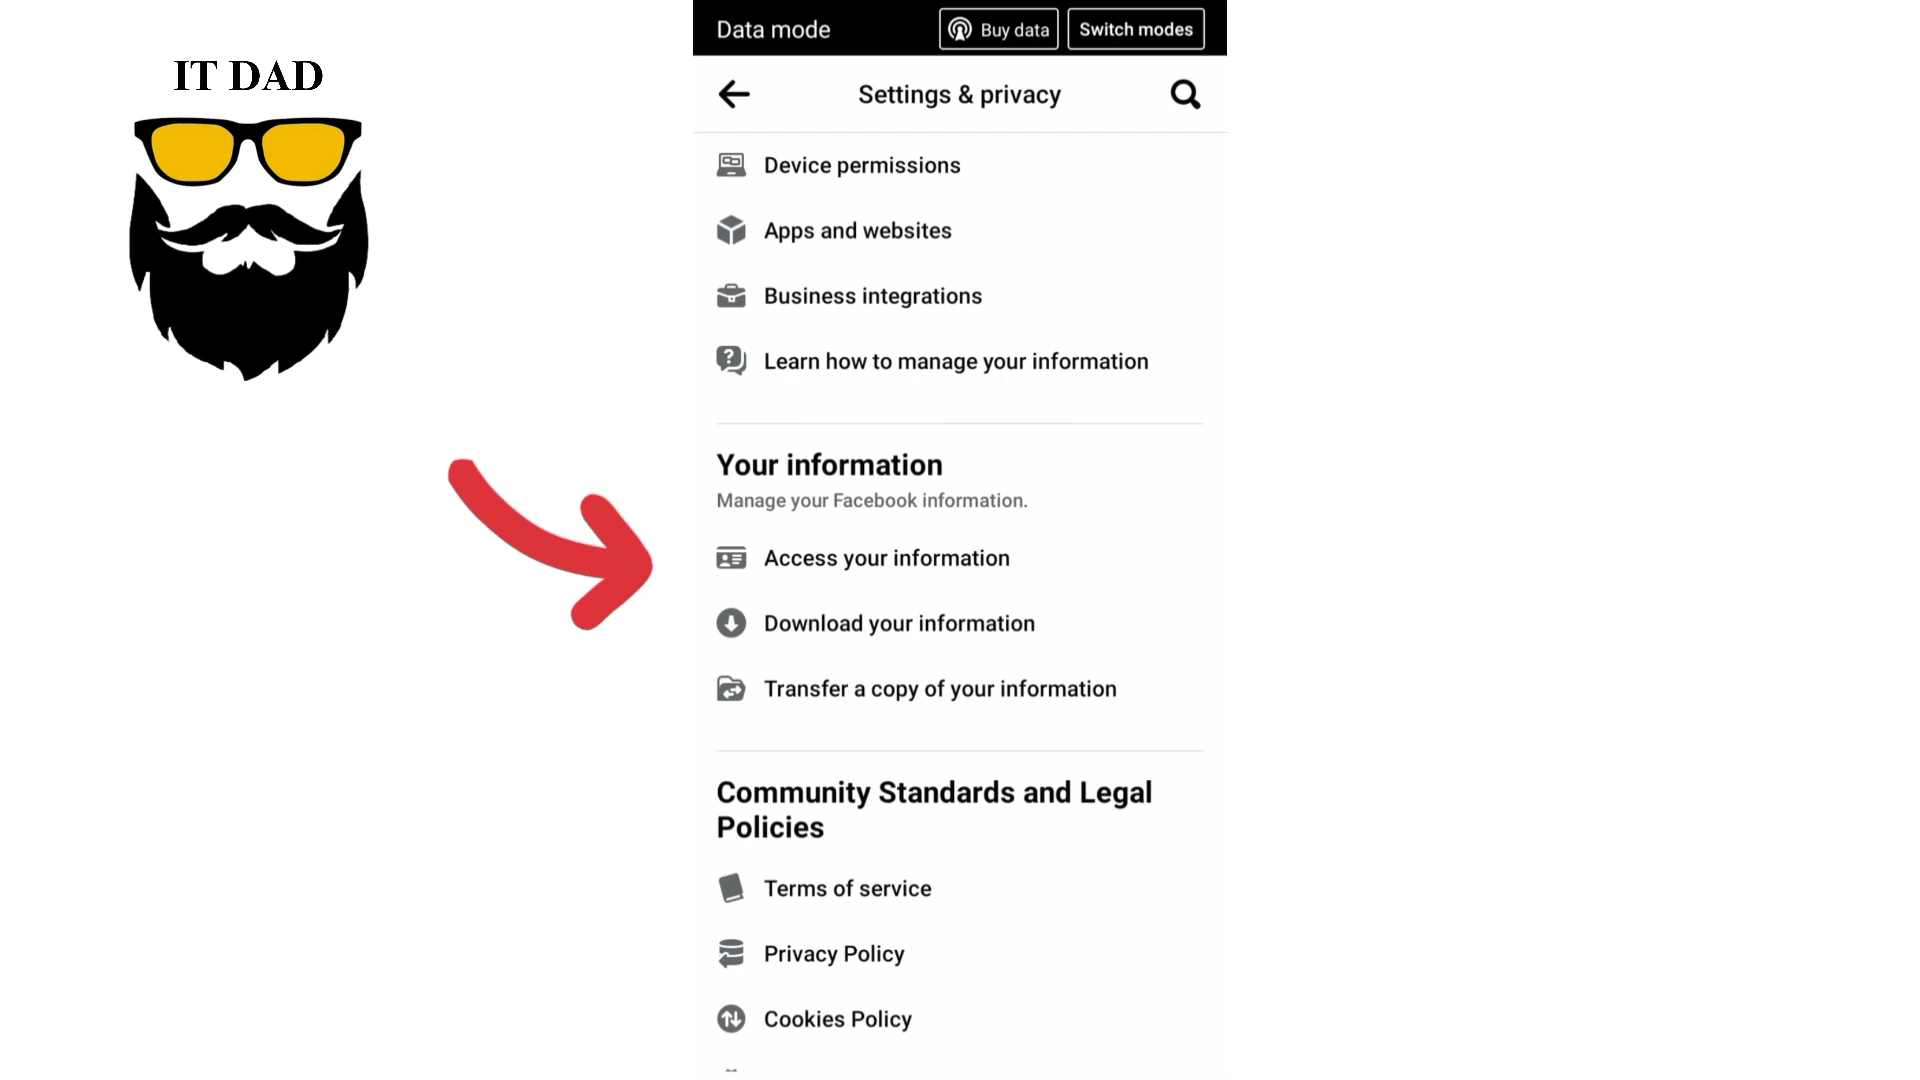 IT DAD
Data mode
Buy data
Switch modes
Settings & privacy
Device permissions
Apps and websites
Business integrations
Learn how to manage your information
Your information
Manage your Facebook information.
Access your information
Download your information
Transfer a copy of your information
Community Standards and Legal
Policies
Terms of service
Privacy Policy
Cookies Policy